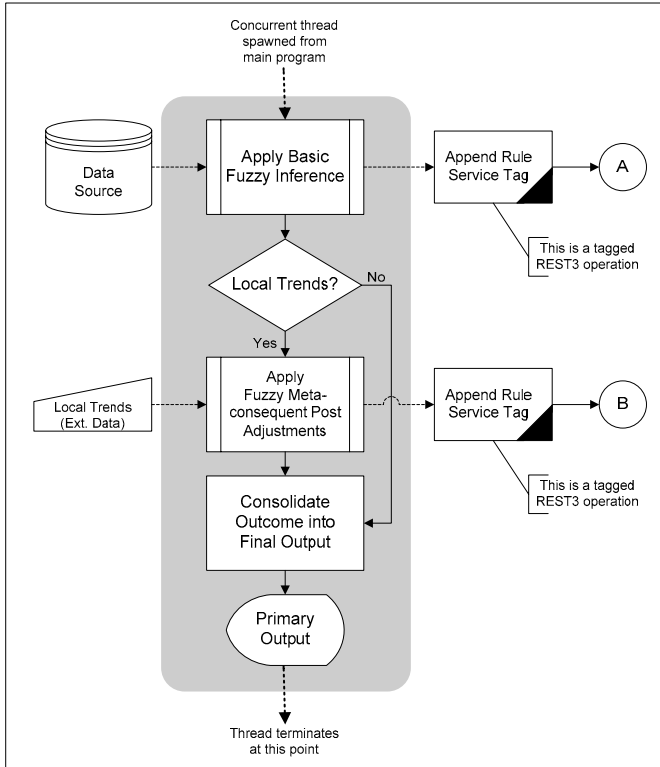 Concurrent thread
spawned from
main program
Data
Source
Apply Basic
Fuzzy Inference
Append Rule
Service Tag
A
This is a tagged
REST3 operation
Local Trends?
No
Yes
Local Trends
(Ext. Data)
Apply
Fuzzy Meta-
consequent Post
Adjustments
Append Rule
Service Tag
B
This is a tagged
REST3 operation
Consolidate
Outcome into
Final Output
Primary
Output
Thread terminates
at this point